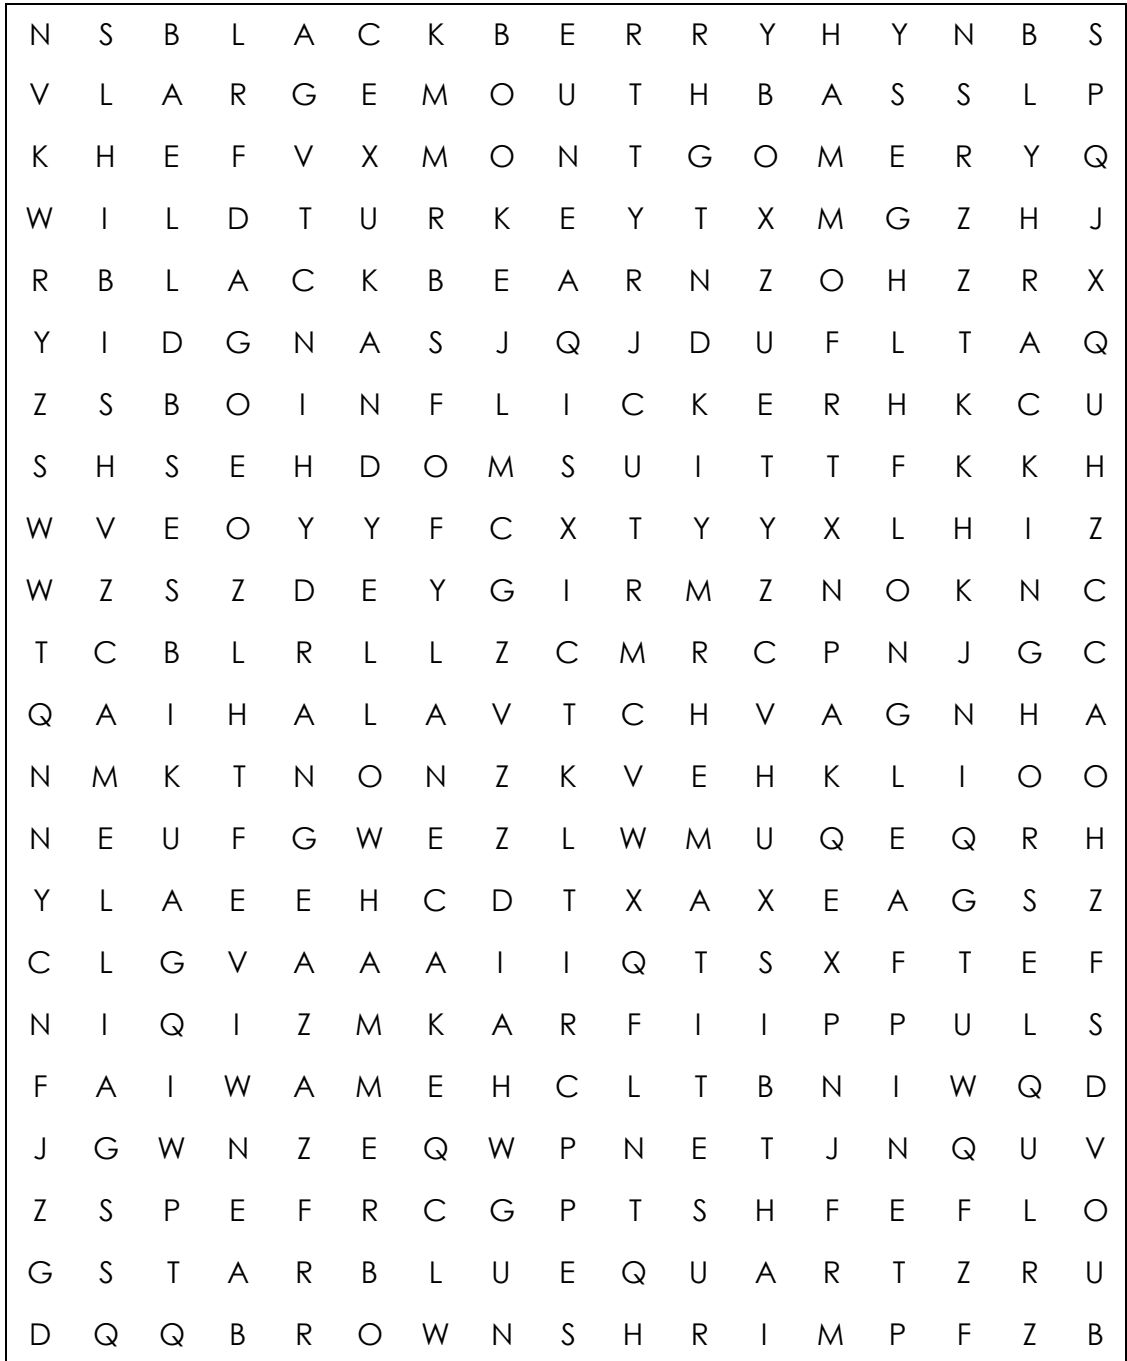 N S B L A C K B E R R Y H Y N B S
V L A R G E M O U T H B A S S L P
K H E F V X M O N T G O M E R Y Q
W I L D T U R K E Y T X M G Z H J
R B L A C K B E A R N Z O H Z R X
Y I D G N A S J Q J D U F L T A Q
Z S B O I N F L I C K E R H K C U
S H S E H D O M S U I T T F K K H
W V E O Y Y F C X T Y Y X L H I Z
W Z S Z D E Y G I R M Z N O K N C
T C B L R L L Z C M R C P N J G C
Q A I H A L A V T C H V A G N H A
N M K T N O N Z K V E H K L I O O
N E U F G W E Z L W M U Q E Q R H
Y L A E E H C D T X A X E A G S Z
C L G V A A A I I Q T S X F T E F
N I Q I Z M K A R F I I P P U L S
F A I W A M E H C L T B N I W Q D
J G W N Z E Q W P N E T J N Q U V
Z S P E F R C G P T S H F E F L O
G S T A R B L U E Q U A R T Z R U
D Q Q B R O W N S H R I M P F Z B